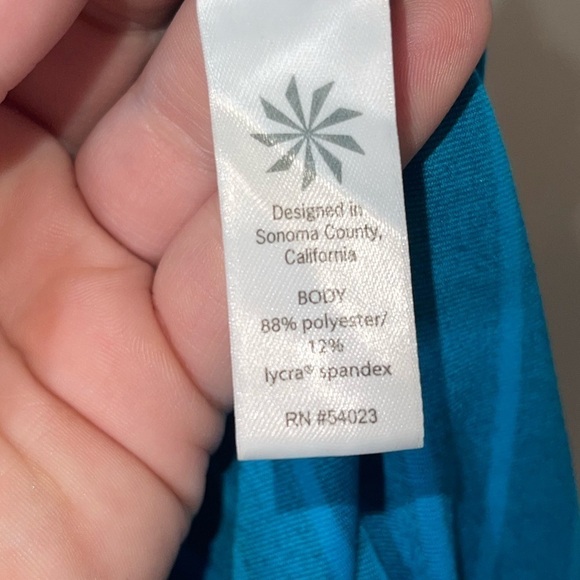 Designed in
Sonoma County,
California
BODY
88% polyester/
12%
lycra® spandex
RN #54023